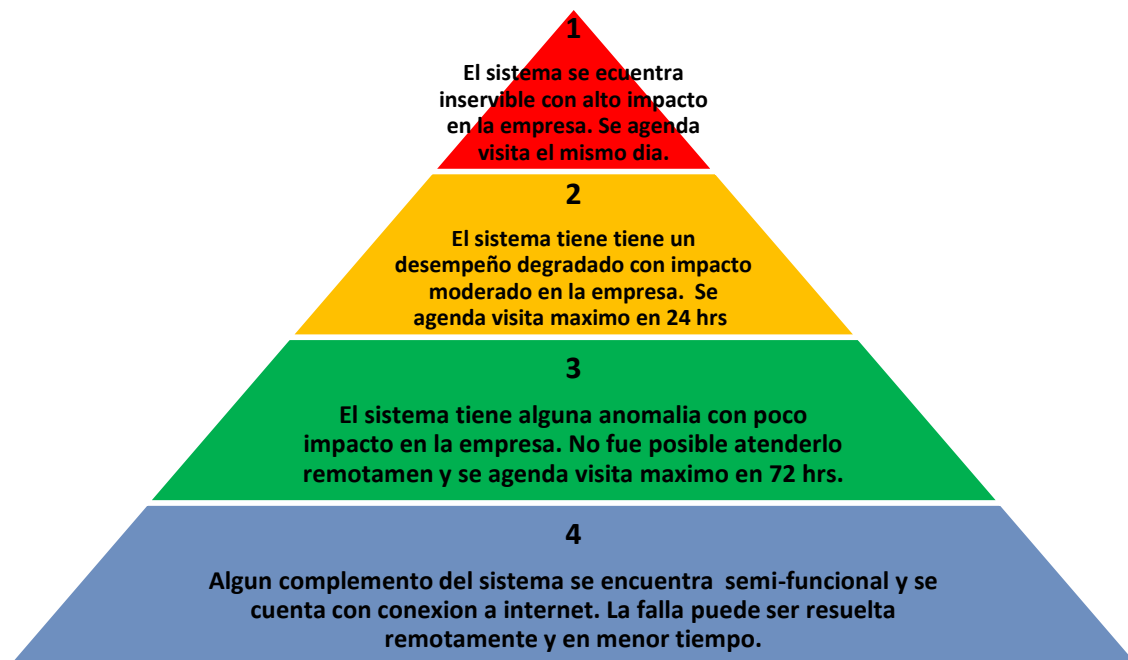 1
El sistema se ecuentra
inservible con alto impacto
en la empresa. Se agenda
visita el mismo dia.
2
El sistema tiene tiene un
desempeño degradado con impacto
moderado en la empresa.  Se
agenda visita maximo en 24 hrs
3
El sistema tiene alguna anomalia con poco
impacto en la empresa. No fue posible atenderlo
remotamen y se agenda visita maximo en 72 hrs.
4
Algun complemento del sistema se encuentra  semi-funcional y se
cuenta con conexion a internet. La falla puede ser resuelta
remotamente y en menor tiempo.